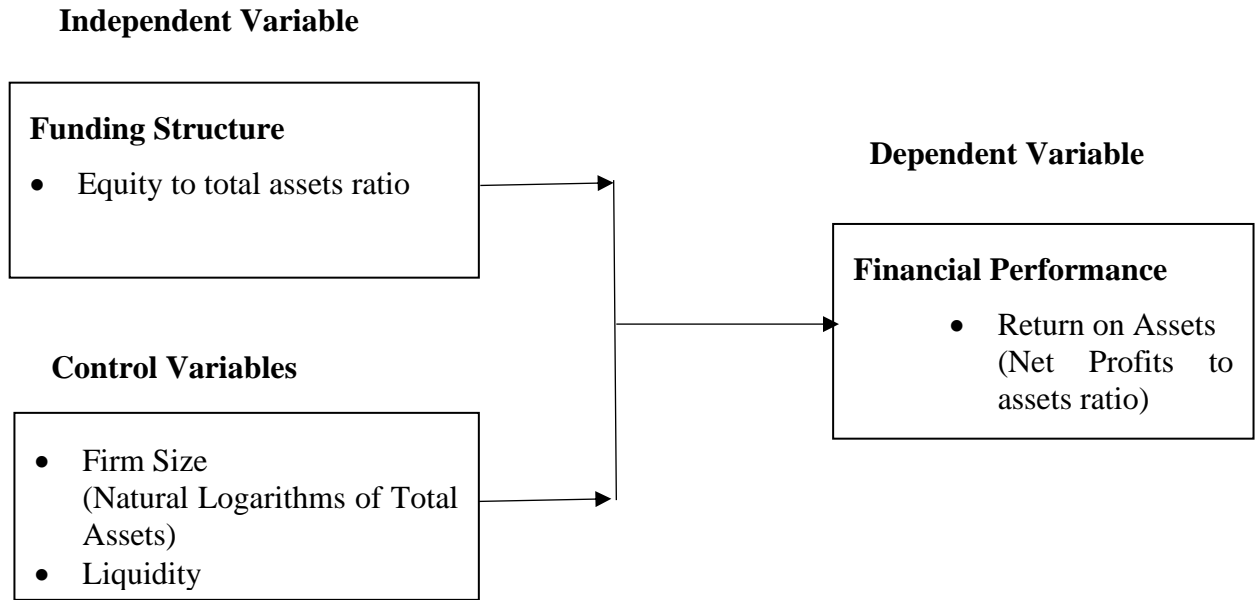 Independent Variable
Funding Structure
• Equity to total assets ratio
Control Variables
• Firm Size
(Natural Logarithms of Total
Assets)
• Liquidity
Dependent Variable
Financial Performance
• Return on Assets
(Net Profits to
assets ratio)